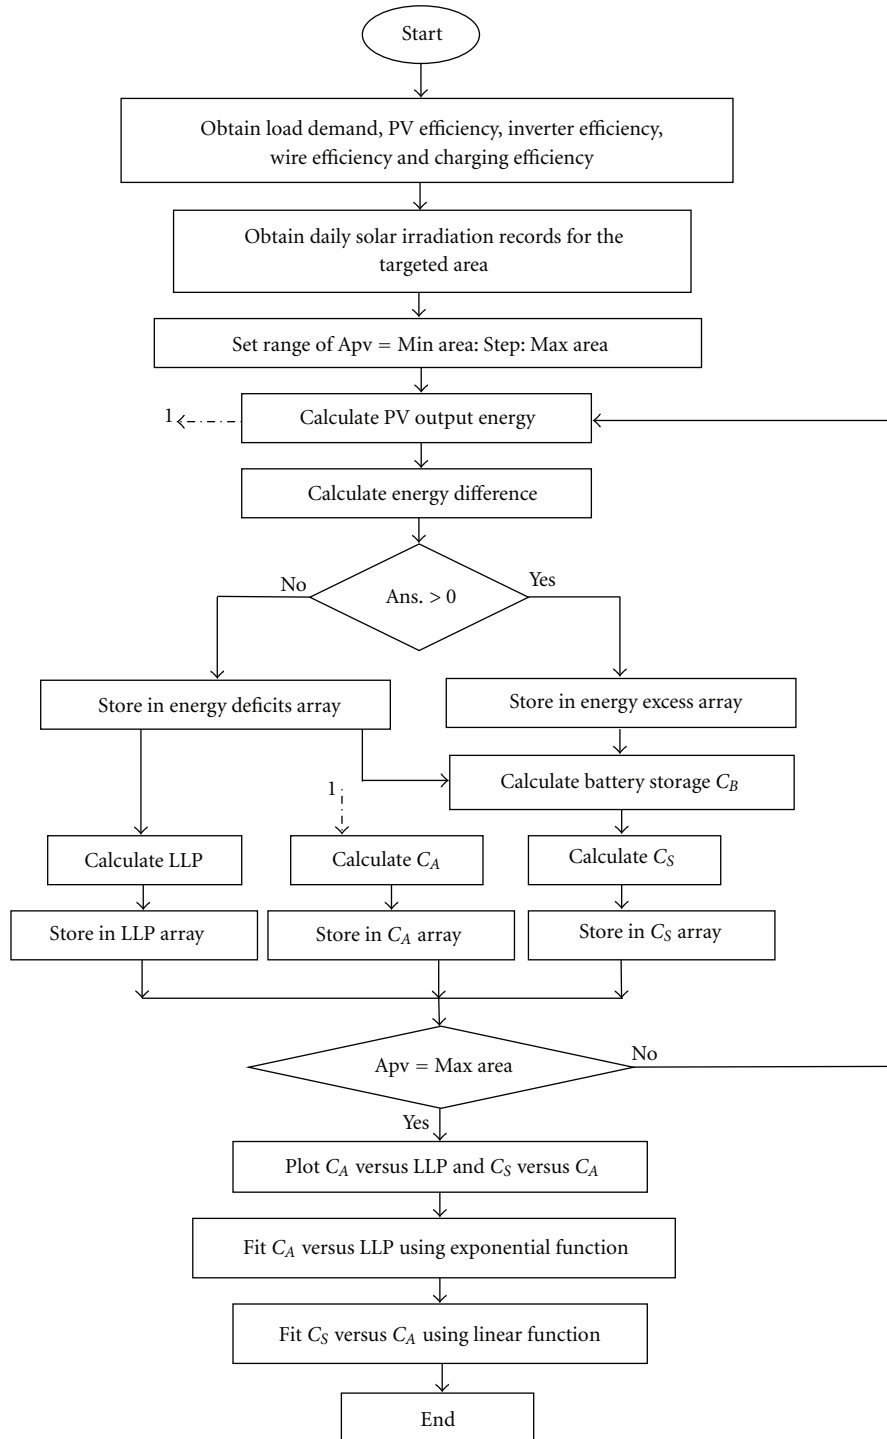 Start
Obtain load demand, PV efficiency, inverter efficiency,
wire efficiency and charging efficiency
Obtain daily solar irradiation records for the
targeted area
Set range of Apv = Min area: Step: Max area
1
Calculate PV output energy
Calculate energy difference
No
Ans. > 0
Yes
Store in energy deficits array
Store in energy excess array
Calculate battery storage C_B
1
Calculate LLP
Calculate C_A
Calculate C_S
Store in LLP array
Store in C_A array
Store in C_S array
Apv = Max area
No
Yes
Plot C_A versus LLP and C_S versus C_A
Fit C_A versus LLP using exponential function
Fit C_S versus C_A using linear function
End